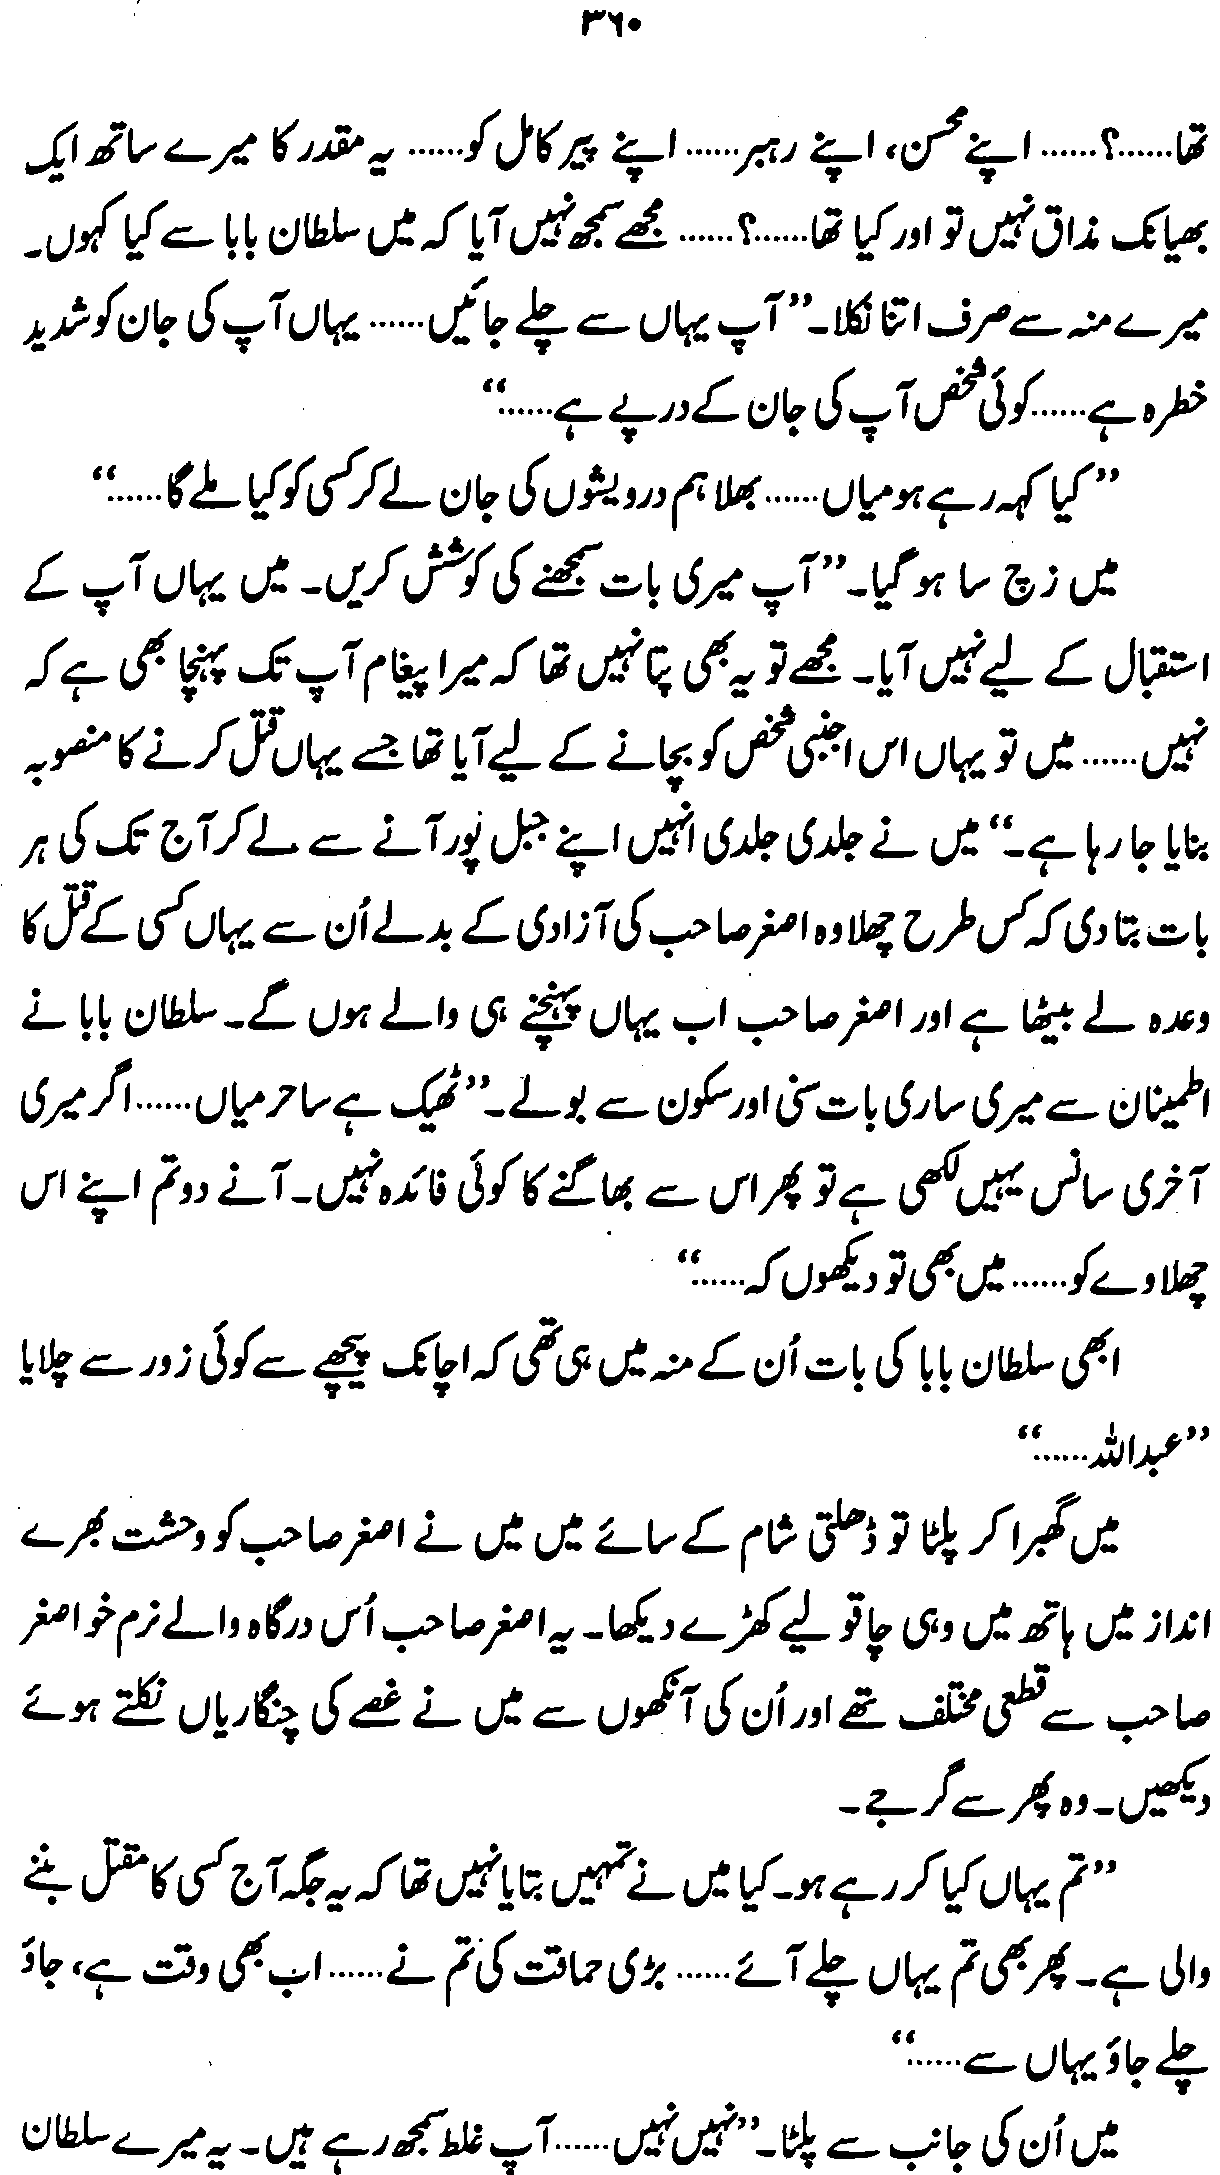 ۳۶۰
تھا......؟...... اپنے محسن، اپنے رہبر...... اپنے پیر کامل کو...... یہ مقدر کا میرے ساتھ ایک
بھیانک مذاق نہیں تو اور کیا تھا......؟...... مجھے سمجھ نہیں آیا کہ میں سلطان بابا سے کیا کہوں۔
میرے منہ سے صرف اتنا نکلا۔ ”آپ یہاں سے چلے جائیں...... یہاں آپ کی جان کو شدید
خطرہ ہے...... کوئی شخص آپ کی جان کے درپے ہے......“
”کیا کہہ رہے ہو میاں...... بھلا ہم درویشوں کی جان لے کر کسی کو کیا ملے گا......“
میں زچ سا ہو گیا۔ ”آپ میری بات سمجھنے کی کوشش کریں۔ میں یہاں آپ کے
استقبال کے لیے نہیں آیا۔ مجھے تو یہ بھی پتا نہیں تھا کہ میرا پیغام آپ تک پہنچا بھی ہے کہ
نہیں...... میں تو یہاں اس اجنبی شخص کو بچانے کے لیے آیا تھا جسے یہاں قتل کرنے کا منصوبہ
بنایا جا رہا ہے۔“ میں نے جلدی جلدی انہیں اپنے جبل پور آنے سے لے کر آج تک کی ہر
بات بتا دی کہ کس طرح چھلاوہ اصغر صاحب کی آزادی کے بدلے اُن سے یہاں کسی کے قتل کا
وعدہ لے بیٹھا ہے اور اصغر صاحب اب یہاں پہنچنے ہی والے ہوں گے۔ سلطان بابا نے
اطمینان سے میری ساری بات سنی اور سکون سے بولے۔ ”ٹھیک ہے ساحر میاں...... اگر میری
آخری سانس یہیں لکھی ہے تو پھر اس سے بھاگنے کا کوئی فائدہ نہیں۔ آنے دو تم اپنے اس
چھلاوے کو...... میں بھی تو دیکھوں کہ......“
ابھی سلطان بابا کی بات اُن کے منہ میں ہی تھی کہ اچانک پیچھے سے کوئی زور سے چلایا
”عبداللہ......“
میں گھبرا کر پلٹا تو ڈھلتی شام کے سائے میں میں نے اصغر صاحب کو وحشت بھرے
انداز میں ہاتھ میں وہی چاقو لیے کھڑے دیکھا۔ یہ اصغر صاحب اُس درگاہ والے نرم خو اصغر
صاحب سے قطعی مختلف تھے اور اُن کی آنکھوں سے میں نے غصے کی چنگاریاں نکلتے ہوئے
دیکھیں۔ وہ پھر سے گرجے۔
”تم یہاں کیا کر رہے ہو۔ کیا میں نے تمہیں بتایا نہیں تھا کہ یہ جگہ آج کسی کا مقتل بننے
والی ہے۔ پھر بھی تم یہاں چلے آئے...... بڑی حماقت کی تم نے...... اب بھی وقت ہے، جاؤ
چلے جاؤ یہاں سے......“
میں اُن کی جانب سے پلٹا۔ ”نہیں نہیں...... آپ غلط سمجھ رہے ہیں۔ یہ میرے سلطان